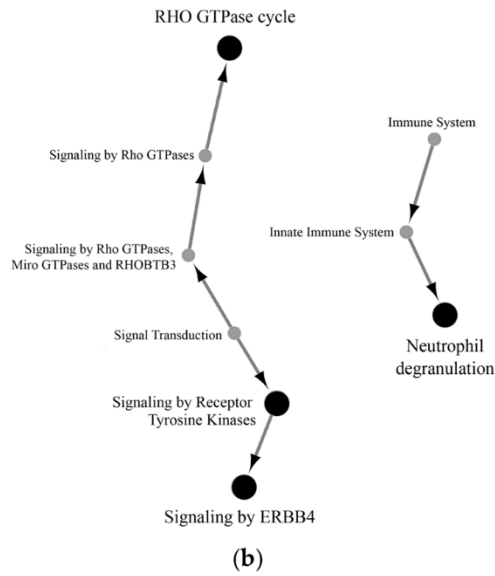 RHO GTPase cycle
Signaling by Rho GTPases
Signaling by Rho GTPases,
Miro GTPases and RHOBTB3
Signal Transduction
Signaling by Receptor
Tyrosine Kinases
Signaling by ERBB4
Immune System
Innate Immune System
Neutrophil
degranulation
(b)